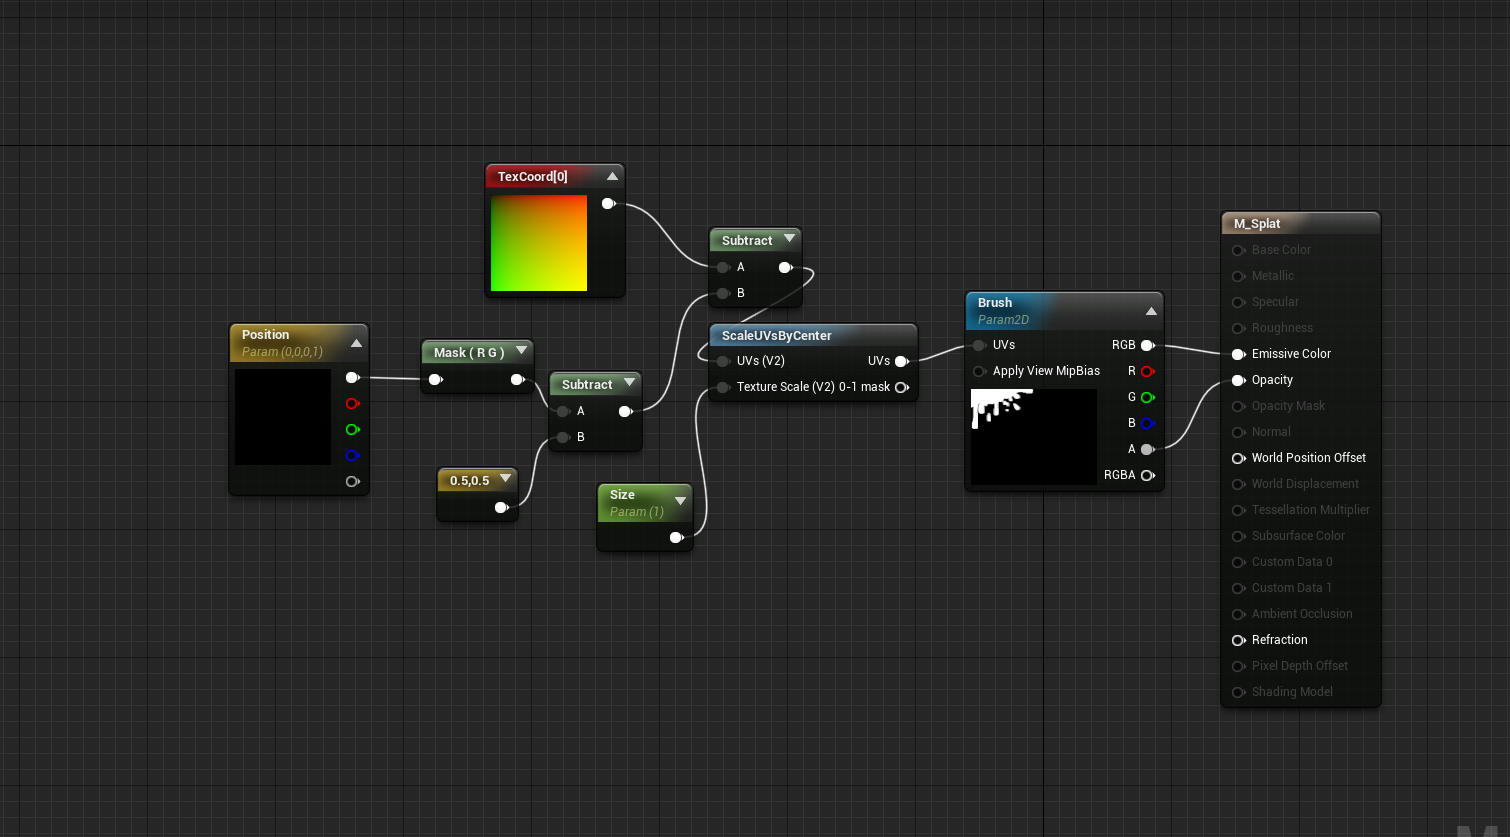 TexCoord[0]
Subtract
A
B
Position
Param (0,0,0,1)
Mask ( R G )
Subtract
A
B
0.5,0.5
Size
Param (1)
ScaleUVsByCenter
UVs (V2) UVs
Texture Scale (V2) 0-1 mask
Brush
Param2D
UVs RGB
Apply View MipBias R
G
B
A
RGBA
M_Splat
Base Color
Metallic
Specular
Roughness
Emissive Color
Opacity
Opacity Mask
Normal
World Position Offset
World Displacement
Tessellation Multiplier
Subsurface Color
Custom Data 0
Custom Data 1
Ambient Occlusion
Refraction
Pixel Depth Offset
Shading Model